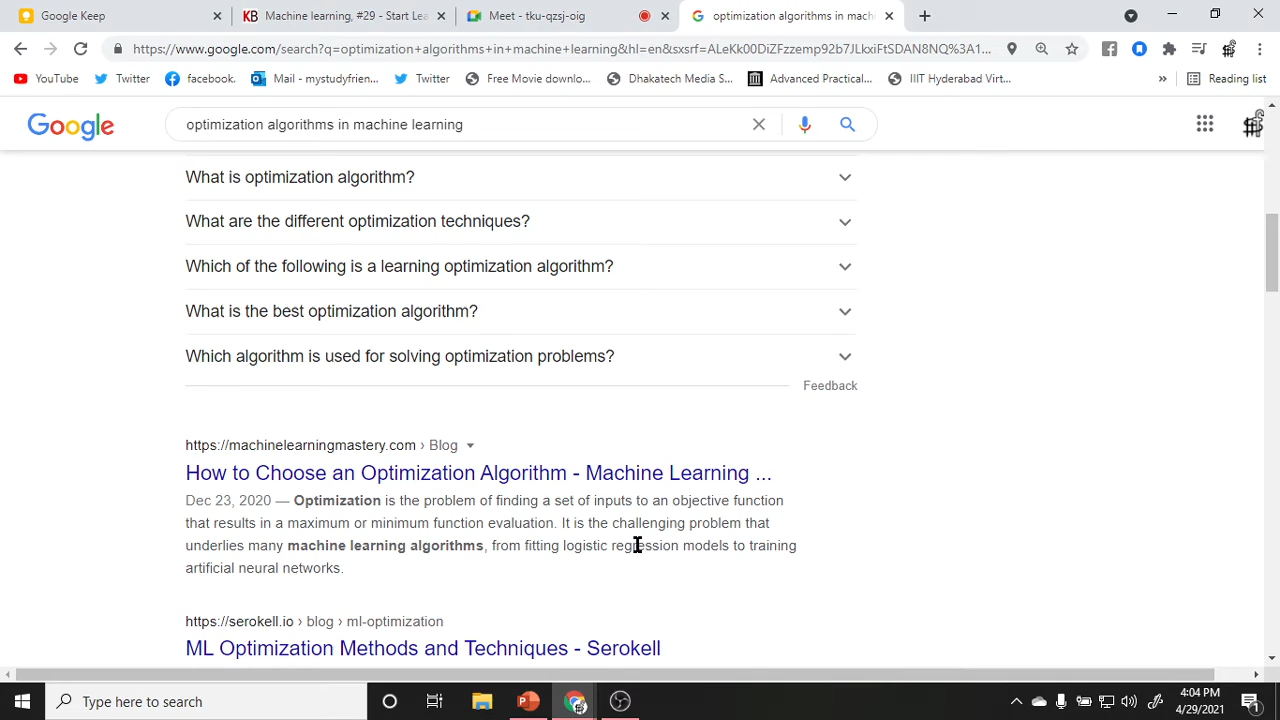 Google Keep
Machine learning, #29 - Start Lea
Meet - tku-qzsj-oig
optimization algorithms in machi
https://www.google.com/search?q=optimization+algorithms+in+machine+learning&hl=en&sxsrf=ALeKk00DiZFzzemp92b7JLkxiFtSDAN8NQ%3A1...
YouTube
Twitter
facebook.
Mail - mystudyfrien...
Twitter
Free Movie downlo...
Dhakatech Media S...
Advanced Practical...
IIIT Hyderabad Virt...
»
Reading list
Google
optimization algorithms in machine learning
What is optimization algorithm?
What are the different optimization techniques?
Which of the following is a learning optimization algorithm?
What is the best optimization algorithm?
Which algorithm is used for solving optimization problems?
Feedback
https://machinelearningmastery.com › Blog
How to Choose an Optimization Algorithm - Machine Learning ...
Dec 23, 2020 — Optimization is the problem of finding a set of inputs to an objective function
that results in a maximum or minimum function evaluation. It is the challenging problem that
underlies many machine learning algorithms, from fitting logistic regression models to training
artificial neural networks.
https://serokell.io › blog › ml-optimization
ML Optimization Methods and Techniques - Serokell
Type here to search
4:04 PM
4/29/2021